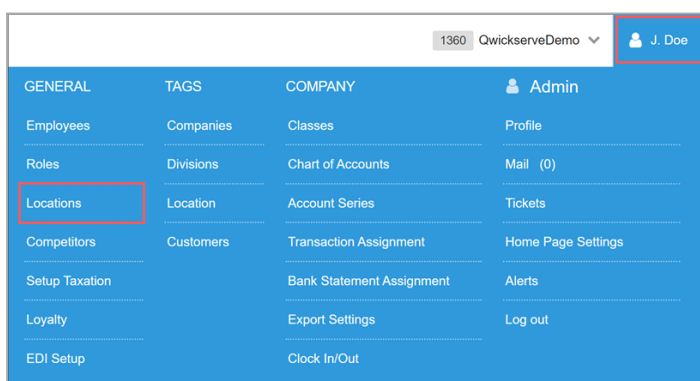 1360 QwickserveDemo J. Doe
GENERAL TAGS COMPANY Admin
Employees Companies Classes Profile
Roles Divisions Chart of Accounts Mail (0)
Locations Location Account Series Tickets
Competitors Customers Transaction Assignment Home Page Settings
Setup Taxation Bank Statement Assignment Alerts
Loyalty Export Settings Log out
EDI Setup Clock In/Out